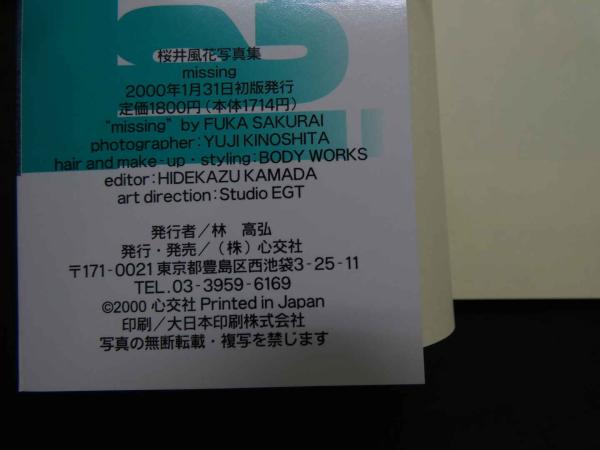 桜井風花写真集
missing
2000年1月31日初版発行
定価1800円(本体1714円)
"missing" by FUKA SAKURAI
photographer:YUJI KINOSHITA
hair and make-up・styling:BODY WORKS
editor:HIDEKAZU KAMADA
art direction:Studio EGT
発行者/林 高弘
発行・発売/(株)心交社
〒171-0021 東京都豊島区西池袋3-25-11
TEL.03-3959-6169
©2000 心交社 Printed in Japan
印刷/大日本印刷株式会社
写真の無断転載・複写を禁じます